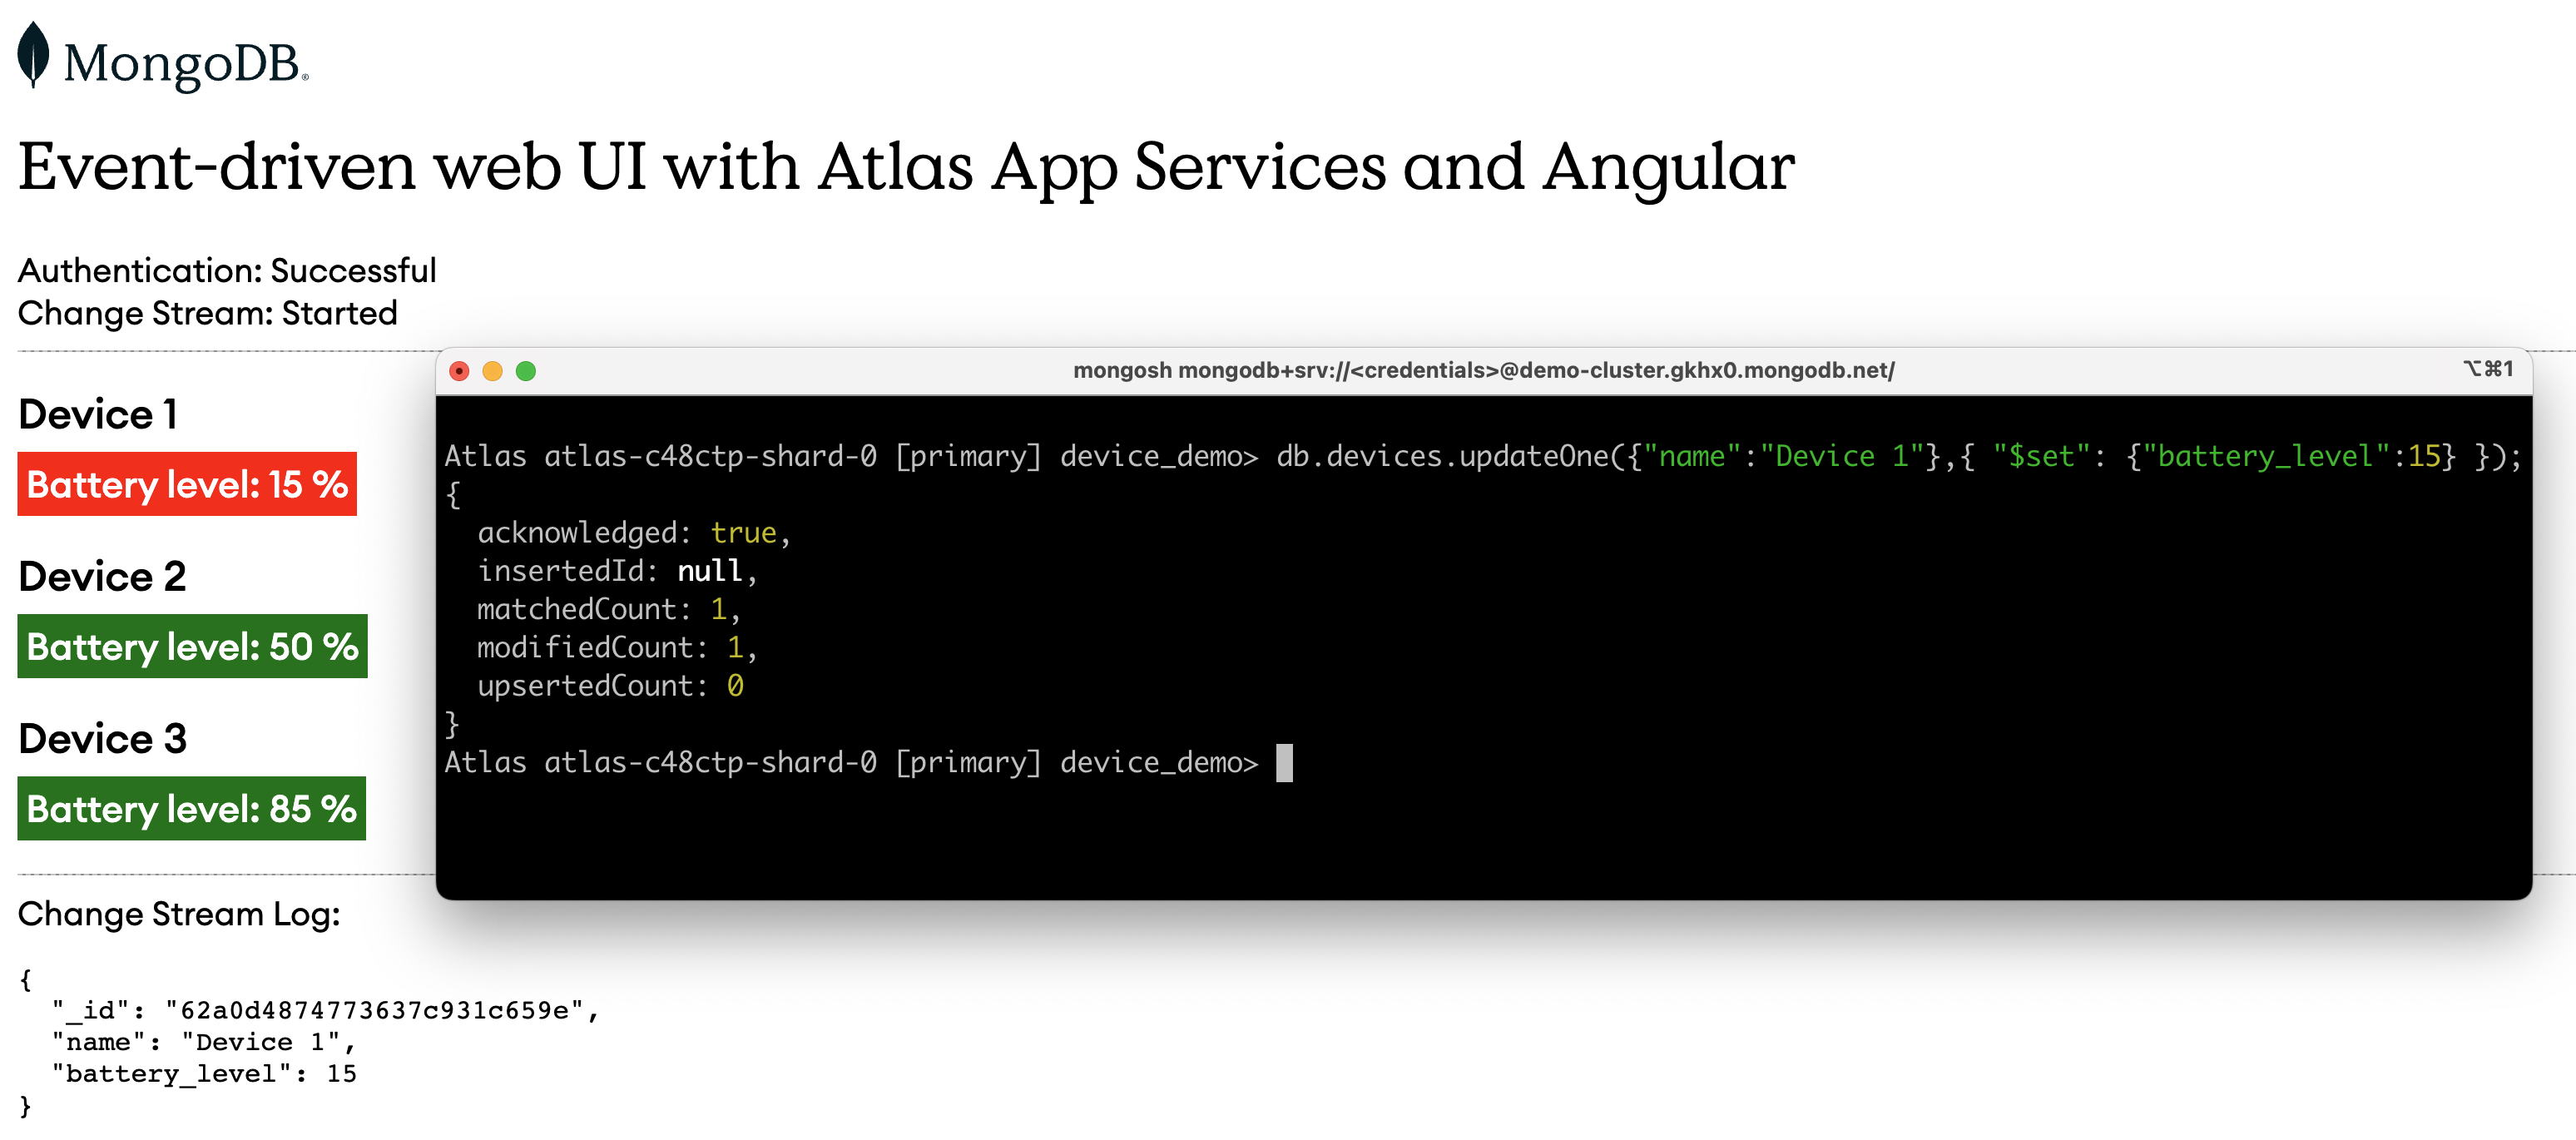 MongoDB®
Event-driven web UI with Atlas App Services and Angular
Authentication: Successful
Change Stream: Started
Device 1
Battery level: 15 %
Device 2
Battery level: 50 %
Device 3
Battery level: 85 %
mongosh mongodb+srv://<credentials>@demo-cluster.gkhx0.mongodb.net/
⌥⌘1
Atlas atlas-c48ctp-shard-0 [primary] device_demo> db.devices.updateOne({"name":"Device 1"},{ "$set": {"battery_level":15} });
{
  acknowledged: true,
  insertedId: null,
  matchedCount: 1,
  modifiedCount: 1,
  upsertedCount: 0
}
Atlas atlas-c48ctp-shard-0 [primary] device_demo>
Change Stream Log:
{
  "_id": "62a0d4874773637c931c659e",
  "name": "Device 1",
  "battery_level": 15
}